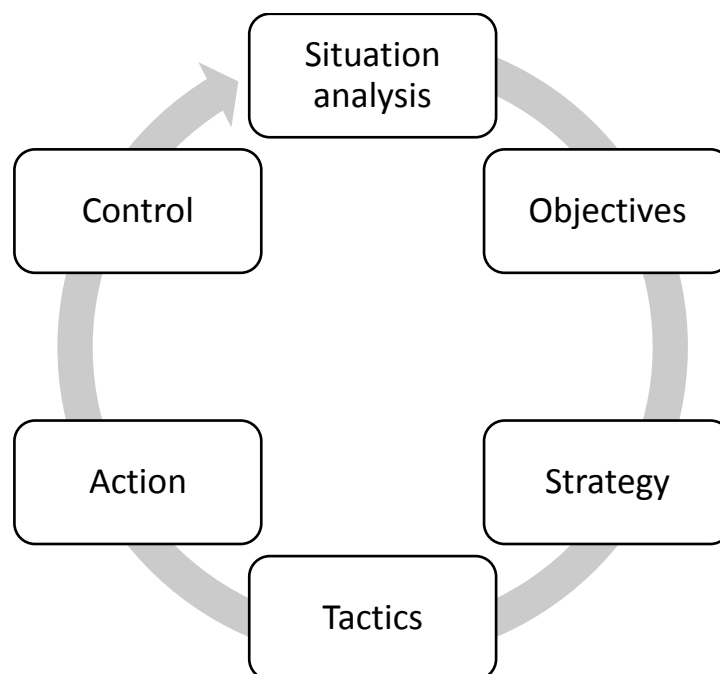 Situation
analysis
Objectives
Strategy
Tactics
Action
Control